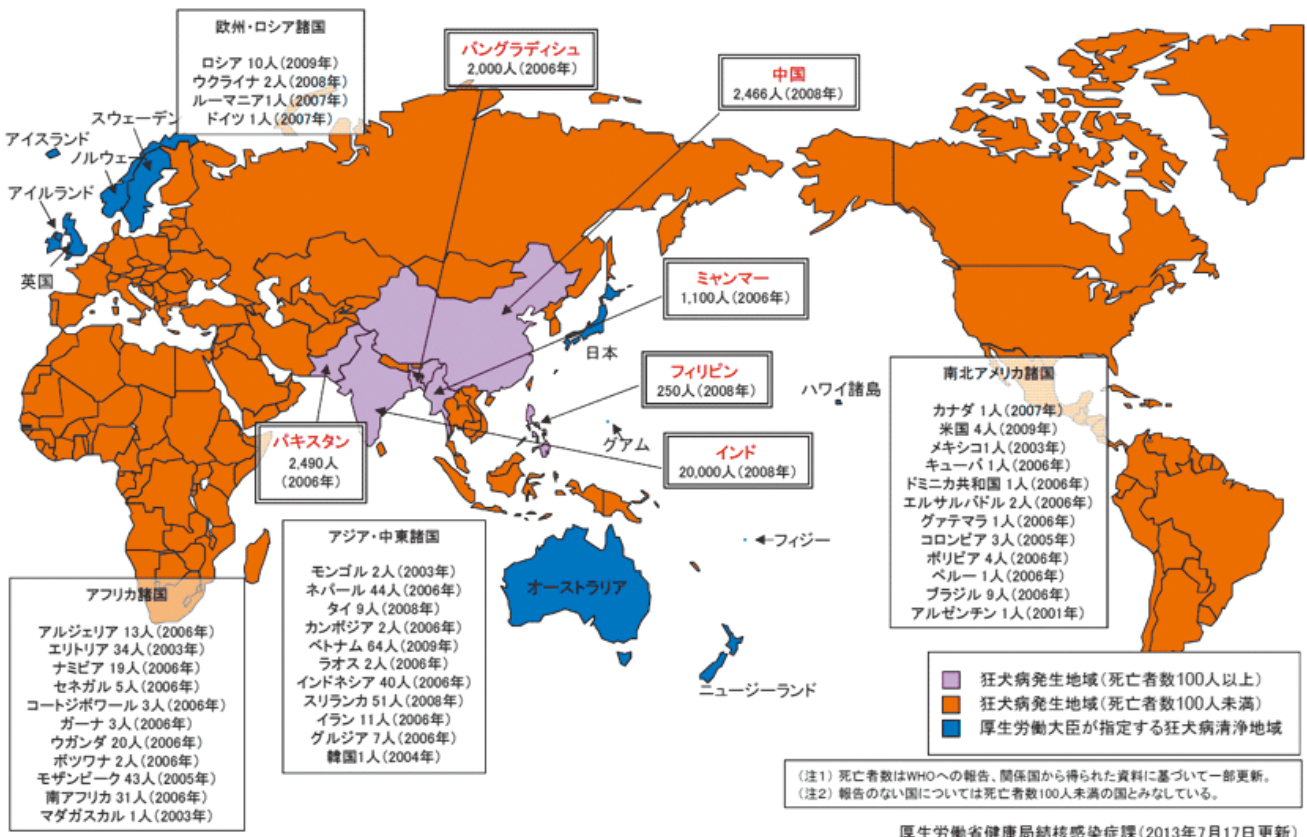 欧州・ロシア諸国
ロシア 10人(2009年)
ウクライナ 2人(2008年)
ルーマニア1人(2007年)
ドイツ 1人(2007年)
バングラディシュ
2,000人(2006年)
中国
2,466人(2008年)
スウェーデン
アイスランド
ノルウェー
アイルランド
英国
ミャンマー
1,100人(2006年)
日本
フィリピン
250人(2008年)
グアム
ハワイ諸島
インド
20,000人(2008年)
パキスタン
2,490人
(2006年)
南北アメリカ諸国
カナダ 1人(2007年)
米国 4人(2009年)
メキシコ1人(2003年)
キューバ 1人(2006年)
ドミニカ共和国 1人(2006年)
エルサルバドル 2人(2006年)
グァテマラ 1人(2006年)
コロンビア 3人(2005年)
ボリビア 4人(2006年)
ペルー 1人(2006年)
ブラジル 9人(2006年)
アルゼンチン 1人(2001年)
アジア・中東諸国
モンゴル 2人(2003年)
ネパール 44人(2006年)
タイ 9人(2008年)
カンボジア 2人(2006年)
ベトナム 64人(2009年)
ラオス 2人(2006年)
インドネシア 40人(2006年)
スリランカ 51人(2008年)
イラン 11人(2006年)
グルジア 7人(2006年)
韓国1人(2004年)
フィジー
オーストラリア
ニュージーランド
アフリカ諸国
アルジェリア 13人(2006年)
エリトリア 34人(2003年)
ナミビア 19人(2006年)
セネガル 5人(2006年)
コートジボワール 3人(2006年)
ガーナ 3人(2006年)
ウガンダ 20人(2006年)
ボツワナ 2人(2006年)
モザンビーク 43人(2005年)
南アフリカ 31人(2006年)
マダガスカル 1人(2003年)
狂犬病発生地域(死亡者数100人以上)
狂犬病発生地域(死亡者数100人未満)
厚生労働大臣が指定する狂犬病清浄地域
(注1) 死亡者数はWHOへの報告、関係国から得られた資料に基づいて一部更新。
(注2) 報告のない国については死亡者数100人未満の国とみなしている。
厚生労働省健康局結核感染症課(2013年7月17日更新)